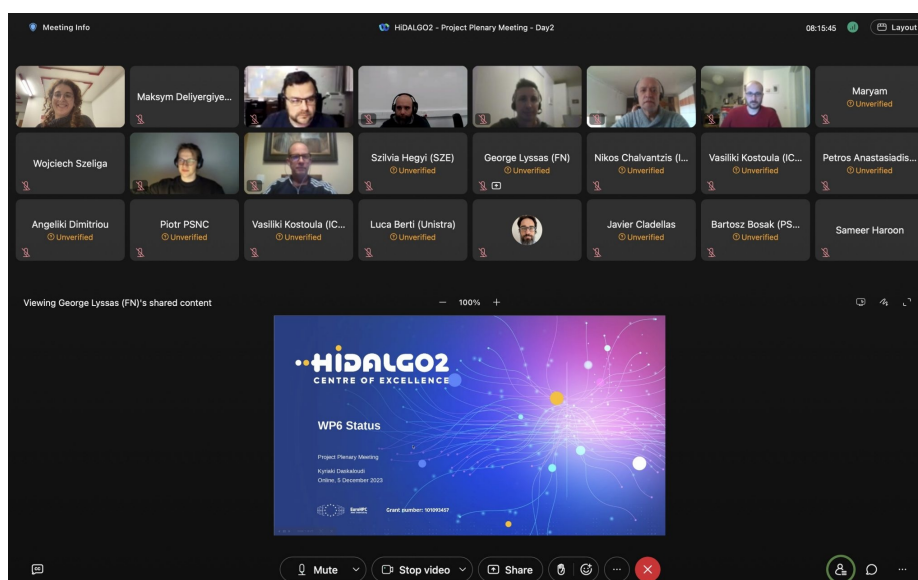 Meeting Info
HiDALGO2 - Project Plenary Meeting - Day2
08:15:45
Layout
Maksym Deliyergiye...
Maryam
Unverified
Wojciech Szeliga
Szilvia Hegyi (SZE)
Unverified
George Lyssas (FN)
Unverified
Nikos Chalvantzis (I...
Unverified
Vasiliki Kostoula (IC...
Unverified
Petros Anastasiadis...
Unverified
Angeliki Dimitriou
Unverified
Piotr PSNC
Unverified
Vasiliki Kostoula (IC...
Unverified
Luca Berti (Unistra)
Unverified
Javier Cladellas
Unverified
Bartosz Bosak (PS...
Unverified
Sameer Haroon
Viewing George Lyssas (FN)'s shared content
100%
HiDALGO2
CENTRE OF EXCELLENCE
WP6 Status
Project Plenary Meeting
Kyriaki Daskaloudi
Online, 5 December 2023
EuroHPC
Grant number: 101093457
Mute
Stop video
Share